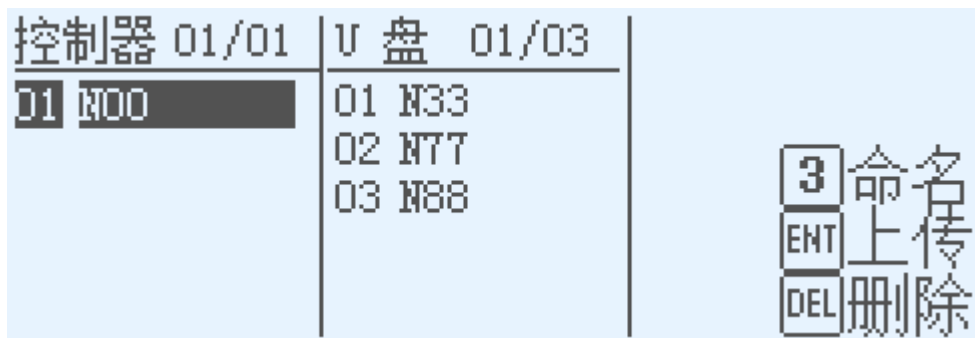 控制器 01/01
01 N00
U 盘 01/03
01 N33
02 N77
03 N88
3 命名
ENT 上传
DEL 删除